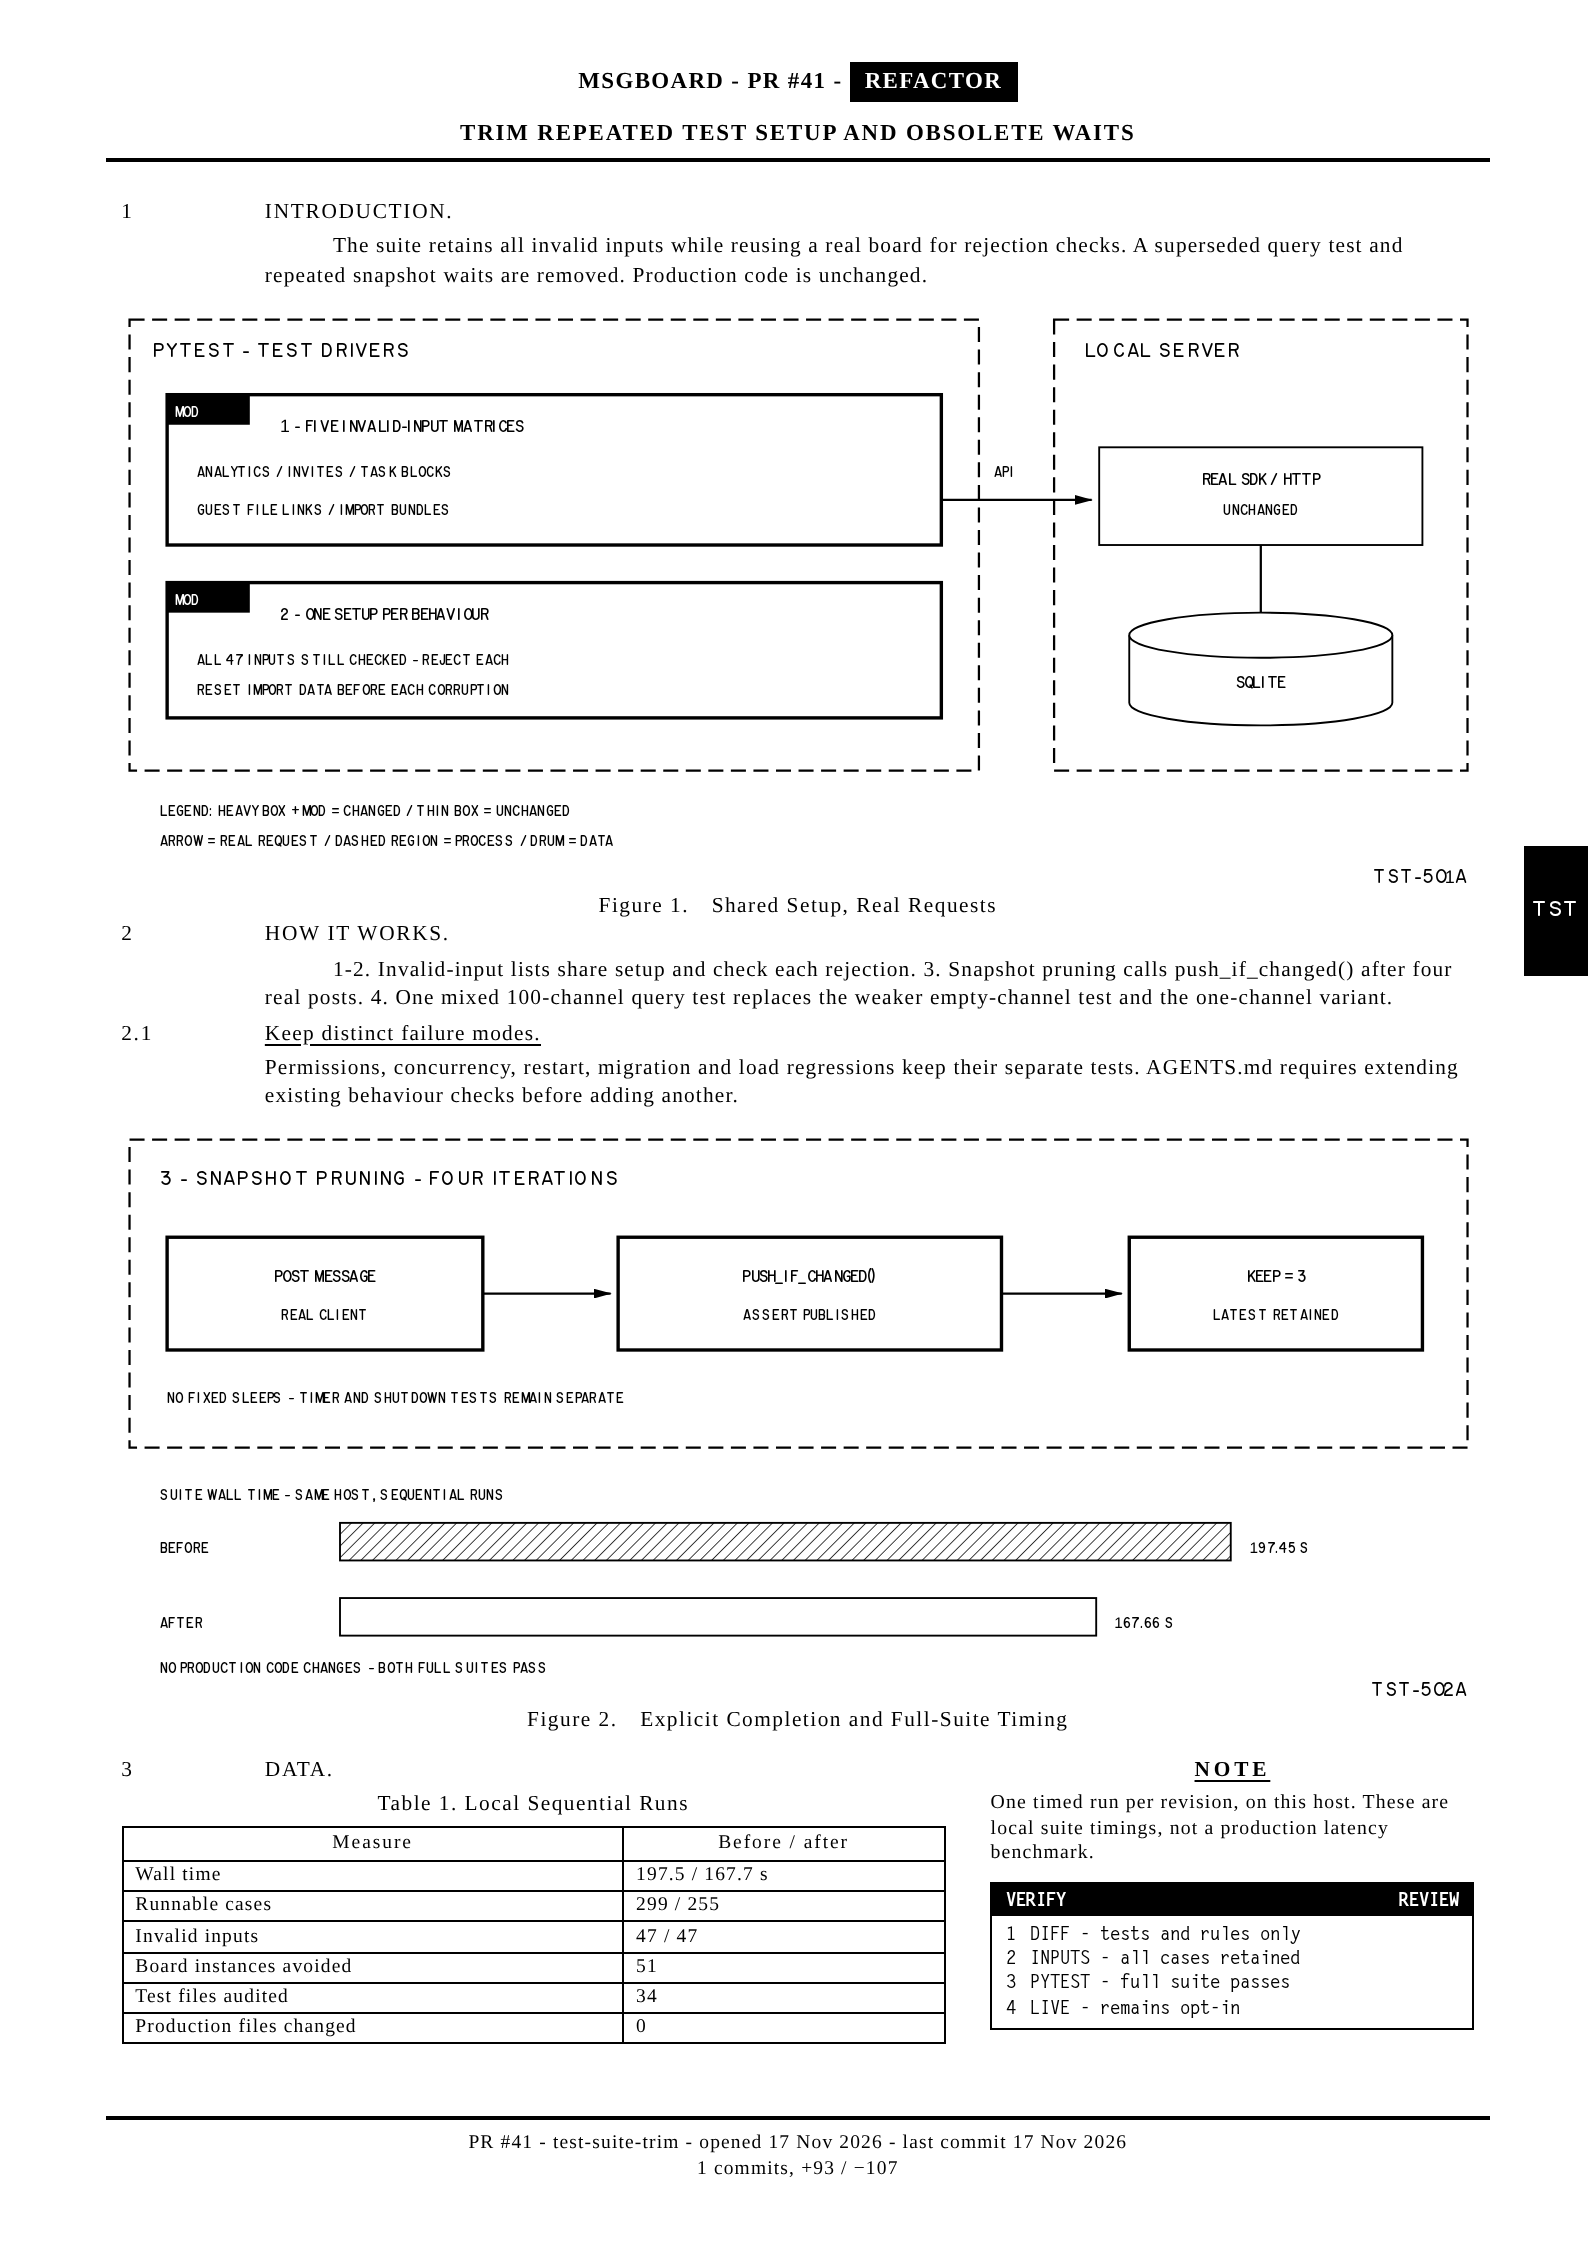 MSGBOARD - PR #41 - REFACTOR
TRIM REPEATED TEST SETUP AND OBSOLETE WAITS
1 INTRODUCTION.
The suite retains all invalid inputs while reusing a real board for rejection checks. A superseded query test and
repeated snapshot waits are removed. Production code is unchanged.
PYTEST - TEST DRIVERS
MOD
1 - FIVE INVALID-INPUT MATRICES
ANALYTICS / INVITES / TASK BLOCKS
GUEST FILE LINKS / IMPORT BUNDLES
MOD
2 - ONE SETUP PER BEHAVIOUR
ALL 47 INPUTS STILL CHECKED - REJECT EACH
RESET IMPORT DATA BEFORE EACH CORRUPTION
API
LOCAL SERVER
REAL SDK / HTTP
UNCHANGED
SQLITE
LEGEND: HEAVY BOX + MOD = CHANGED / THIN BOX = UNCHANGED
ARROW = REAL REQUEST / DASHED REGION = PROCESS / DRUM = DATA
TST-501A
TST
Figure 1. Shared Setup, Real Requests
2 HOW IT WORKS.
1-2. Invalid-input lists share setup and check each rejection. 3. Snapshot pruning calls push_if_changed() after four
real posts. 4. One mixed 100-channel query test replaces the weaker empty-channel test and the one-channel variant.
2.1 Keep distinct failure modes.
Permissions, concurrency, restart, migration and load regressions keep their separate tests. AGENTS.md requires extending
existing behaviour checks before adding another.
3 - SNAPSHOT PRUNING - FOUR ITERATIONS
POST MESSAGE
REAL CLIENT
PUSH_IF_CHANGED()
ASSERT PUBLISHED
KEEP = 3
LATEST RETAINED
NO FIXED SLEEPS - TIMER AND SHUTDOWN TESTS REMAIN SEPARATE
SUITE WALL TIME - SAME HOST, SEQUENTIAL RUNS
BEFORE 197.45 S
AFTER 167.66 S
NO PRODUCTION CODE CHANGES - BOTH FULL SUITES PASS
TST-502A
Figure 2. Explicit Completion and Full-Suite Timing
3 DATA.
Table 1. Local Sequential Runs
Measure Before / after
Wall time 197.5 / 167.7 s
Runnable cases 299 / 255
Invalid inputs 47 / 47
Board instances avoided 51
Test files audited 34
Production files changed 0
NOTE
One timed run per revision, on this host. These are
local suite timings, not a production latency
benchmark.
VERIFY REVIEW
1 DIFF - tests and rules only
2 INPUTS - all cases retained
3 PYTEST - full suite passes
4 LIVE - remains opt-in
PR #41 - test-suite-trim - opened 17 Nov 2026 - last commit 17 Nov 2026
1 commits, +93 / −107